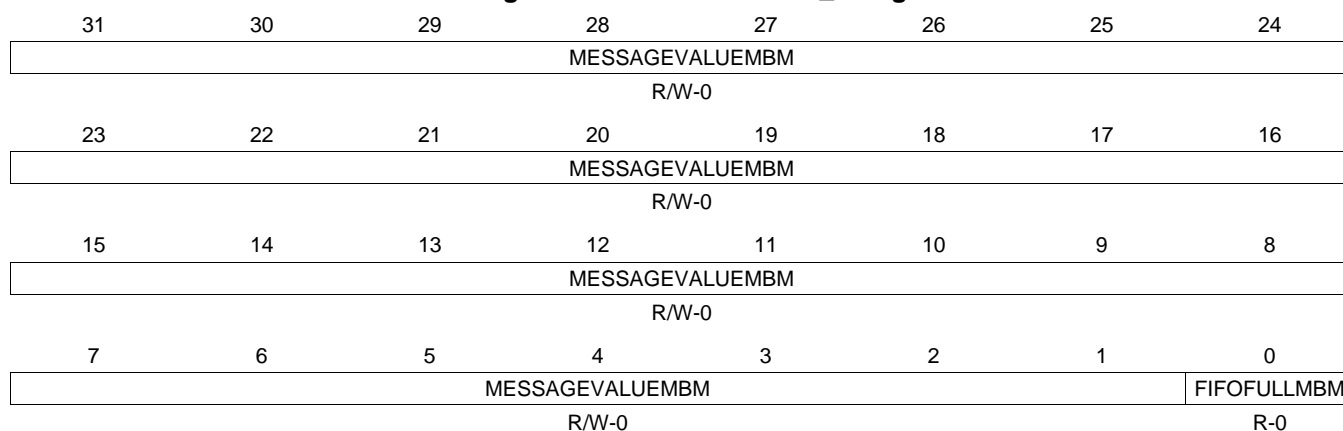 31 30 29 28 27 26 25 24
MESSAGEVALUEMBM
R/W-0
23 22 21 20 19 18 17 16
MESSAGEVALUEMBM
R/W-0
15 14 13 12 11 10 9 8
MESSAGEVALUEMBM
R/W-0
7 6 5 4 3 2 1 0
MESSAGEVALUEMBM FIFOFULLMBM
R/W-0 R-0